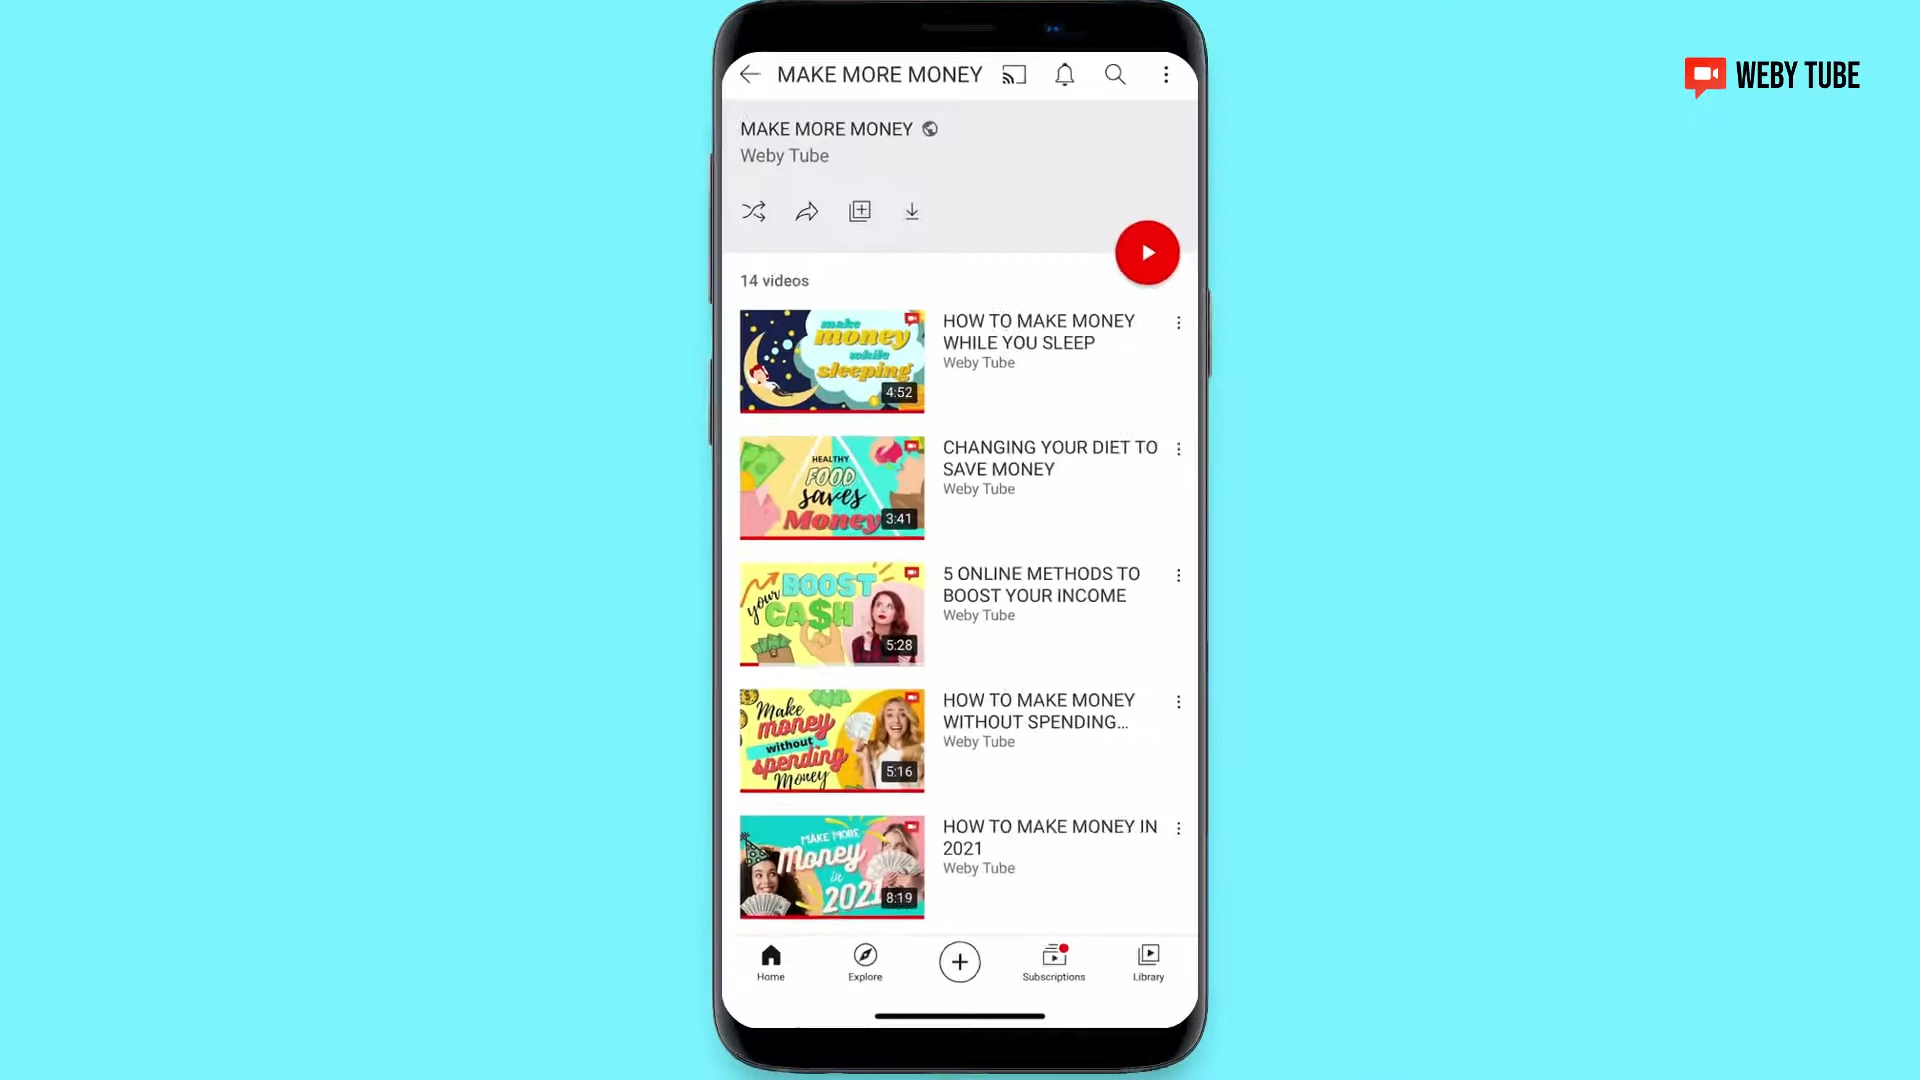 WEBY TUBE
MAKE MORE MONEY
MAKE MORE MONEY
Weby Tube
14 videos
make
money
while
sleeping
4:52
HOW TO MAKE MONEY
WHILE YOU SLEEP
Weby Tube
HEALTHY
FOOD
saves
Money
3:41
CHANGING YOUR DIET TO
SAVE MONEY
Weby Tube
your BOOST
CA$H
5:28
5 ONLINE METHODS TO
BOOST YOUR INCOME
Weby Tube
Make
money
without
spending
Money
5:16
HOW TO MAKE MONEY
WITHOUT SPENDING...
Weby Tube
MAKE MORE
Money
in
2021
8:19
HOW TO MAKE MONEY IN
2021
Weby Tube
Home
Explore
Subscriptions
Library